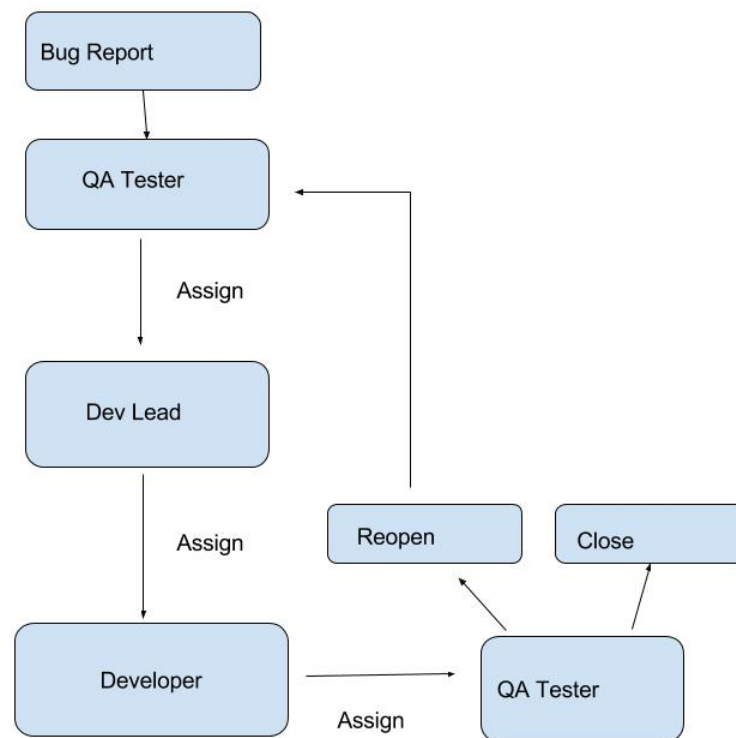 Bug Report
QA Tester
Assign
Dev Lead
Assign
Reopen
Close
Developer
QA Tester
Assign